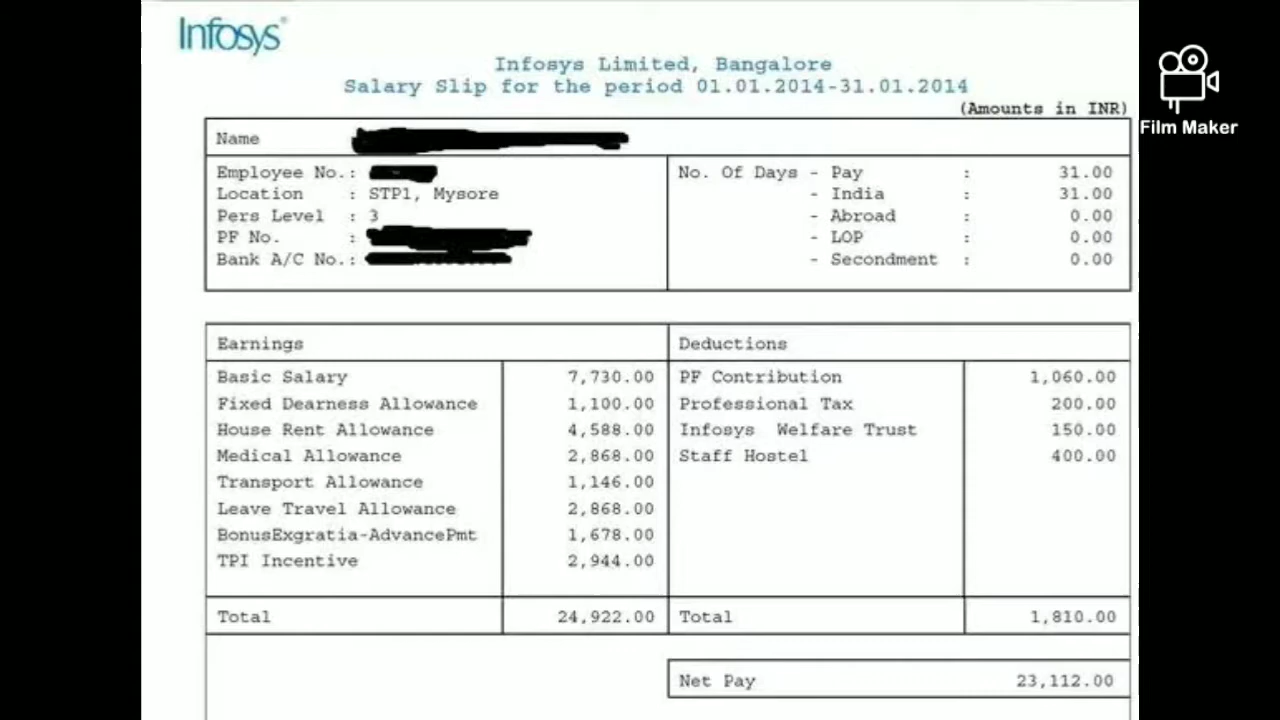 Infosys®
Infosys Limited, Bangalore
Salary Slip for the period 01.01.2014-31.01.2014
(Amounts in INR)
Film Maker
Name
Employee No.:
Location : STP1, Mysore
Pers Level : 3
PF No. :
Bank A/C No.:
No. Of Days - Pay : 31.00
- India : 31.00
- Abroad : 0.00
- LOP : 0.00
- Secondment : 0.00
Earnings
Basic Salary 7,730.00
Fixed Dearness Allowance 1,100.00
House Rent Allowance 4,588.00
Medical Allowance 2,868.00
Transport Allowance 1,146.00
Leave Travel Allowance 2,868.00
BonusExgratia-AdvancePmt 1,678.00
TPI Incentive 2,944.00
Total 24,922.00
Deductions
PF Contribution 1,060.00
Professional Tax 200.00
Infosys Welfare Trust 150.00
Staff Hostel 400.00
Total 1,810.00
Net Pay 23,112.00